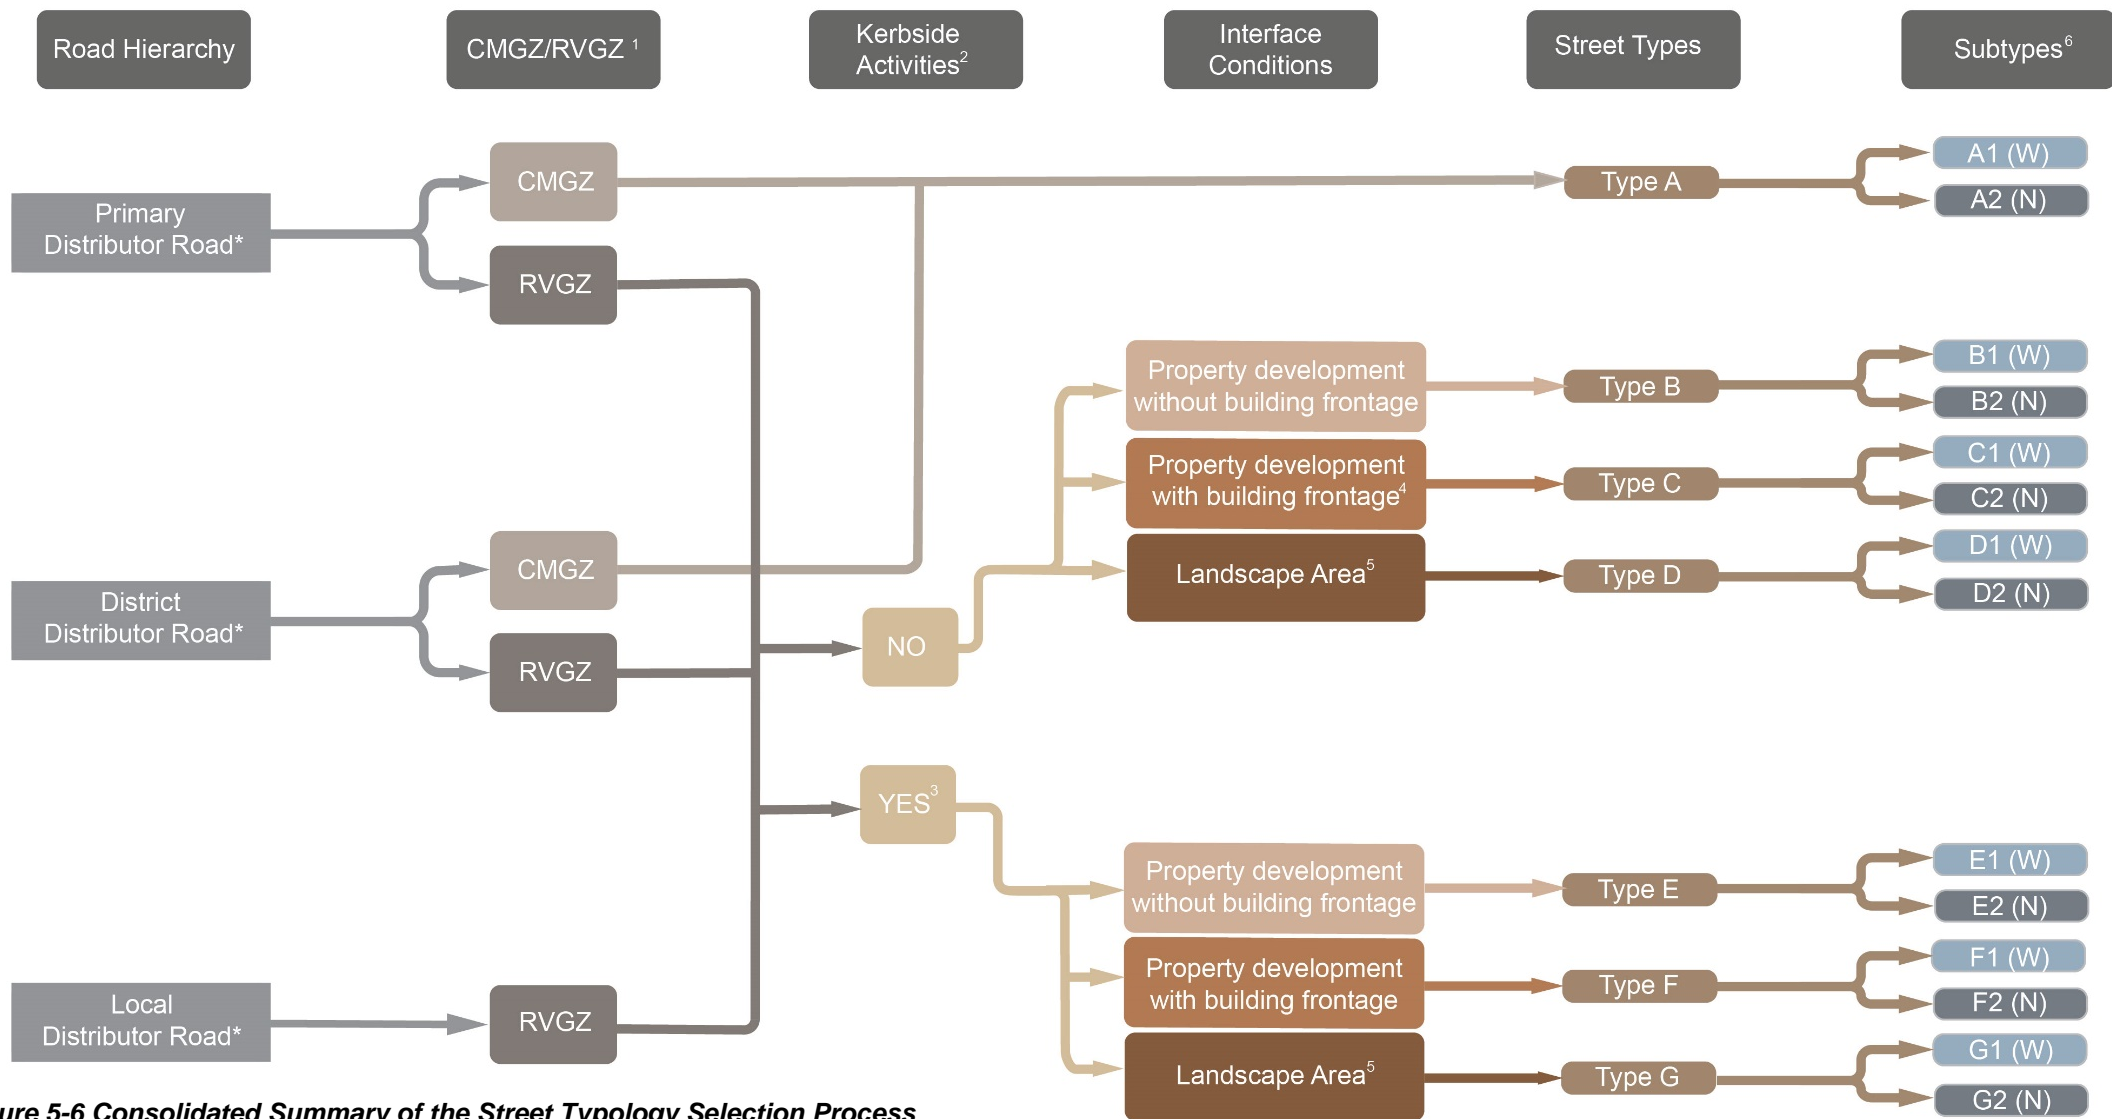 Road Hierarchy
CMGZ/RVGZ 1
Kerbside
Activities2
Interface
Conditions
Street Types
Subtypes6
Primary
Distributor Road*
CMGZ
RVGZ
Type A
A1 (W)
A2 (N)
District
Distributor Road*
CMGZ
RVGZ
NO
Property development
without building frontage
Type B
B1 (W)
B2 (N)
Property development
with building frontage4
Type C
C1 (W)
C2 (N)
Landscape Area5
Type D
D1 (W)
D2 (N)
Local
Distributor Road*
RVGZ
YES3
Property development
without building frontage
Type E
E1 (W)
E2 (N)
Property development
with building frontage
Type F
F1 (W)
F2 (N)
Landscape Area5
Type G
G1 (W)
G2 (N)
ure 5-6 Consolidated Summary of the Street Typology Selection Process